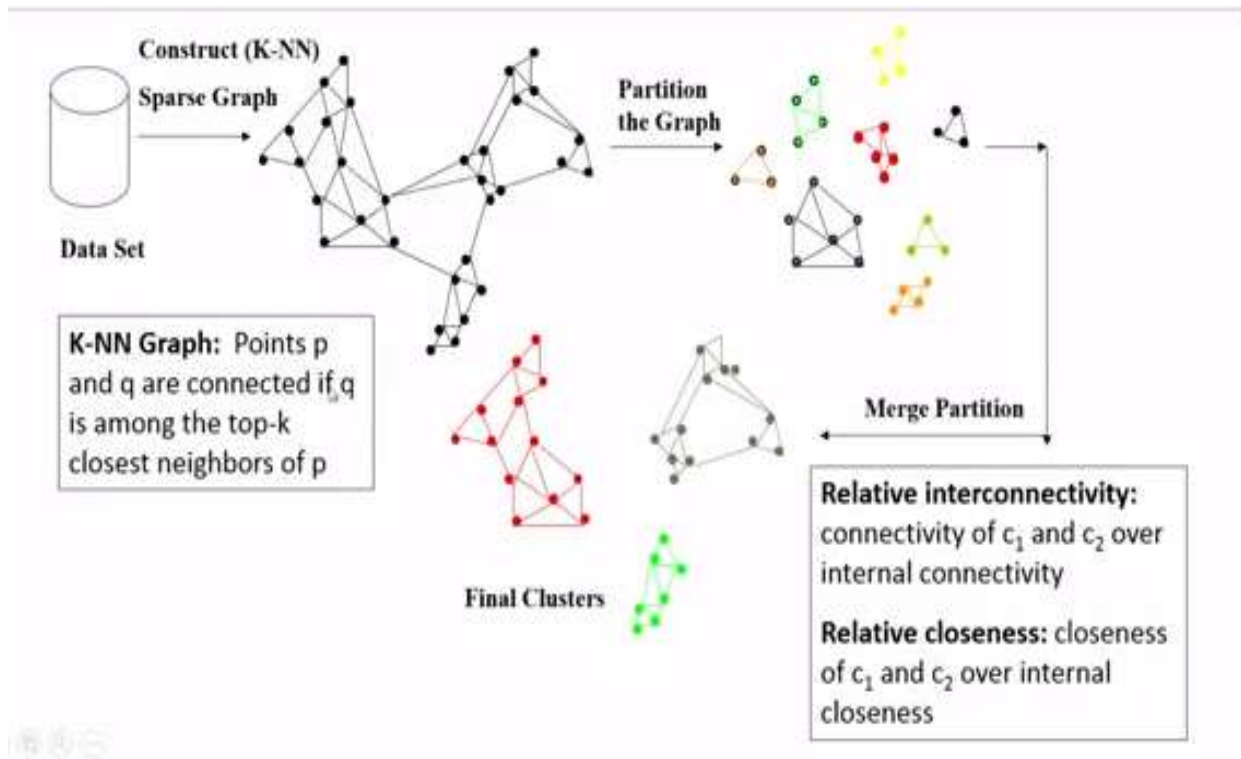 Construct (K-NN)
Sparse Graph
Data Set
Partition
the Graph
K-NN Graph: Points p
and q are connected if q
is among the top-k
closest neighbors of p
Merge Partition
Final Clusters
Relative interconnectivity:
connectivity of c₁ and c₂ over
internal connectivity
Relative closeness: closeness
of c₁ and c₂ over internal
closeness